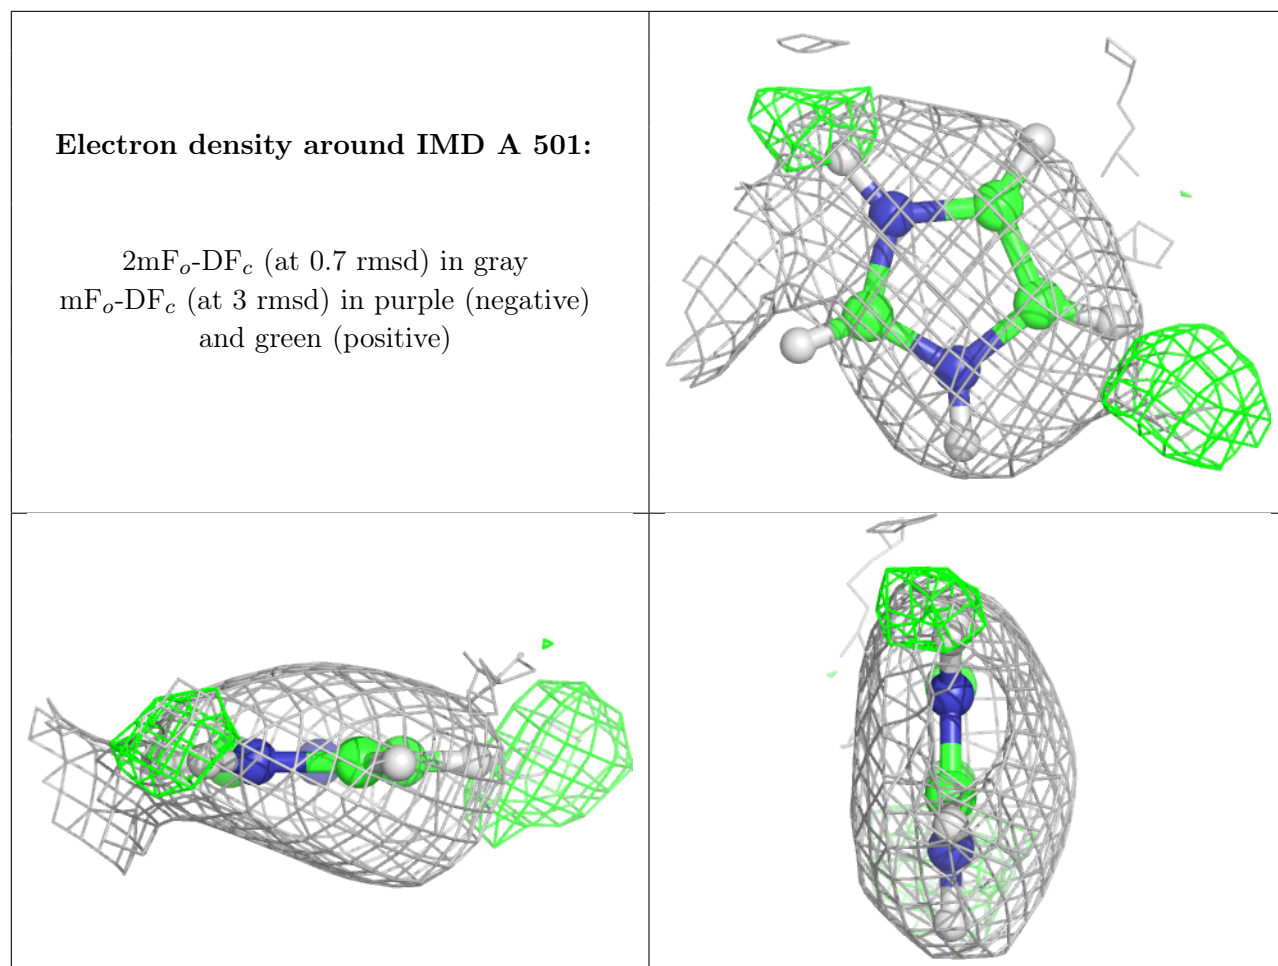 Electron density around IMD A 501:
2mFo-DFc (at 0.7 rmsd) in gray
mFo-DFc (at 3 rmsd) in purple (negative)
and green (positive)